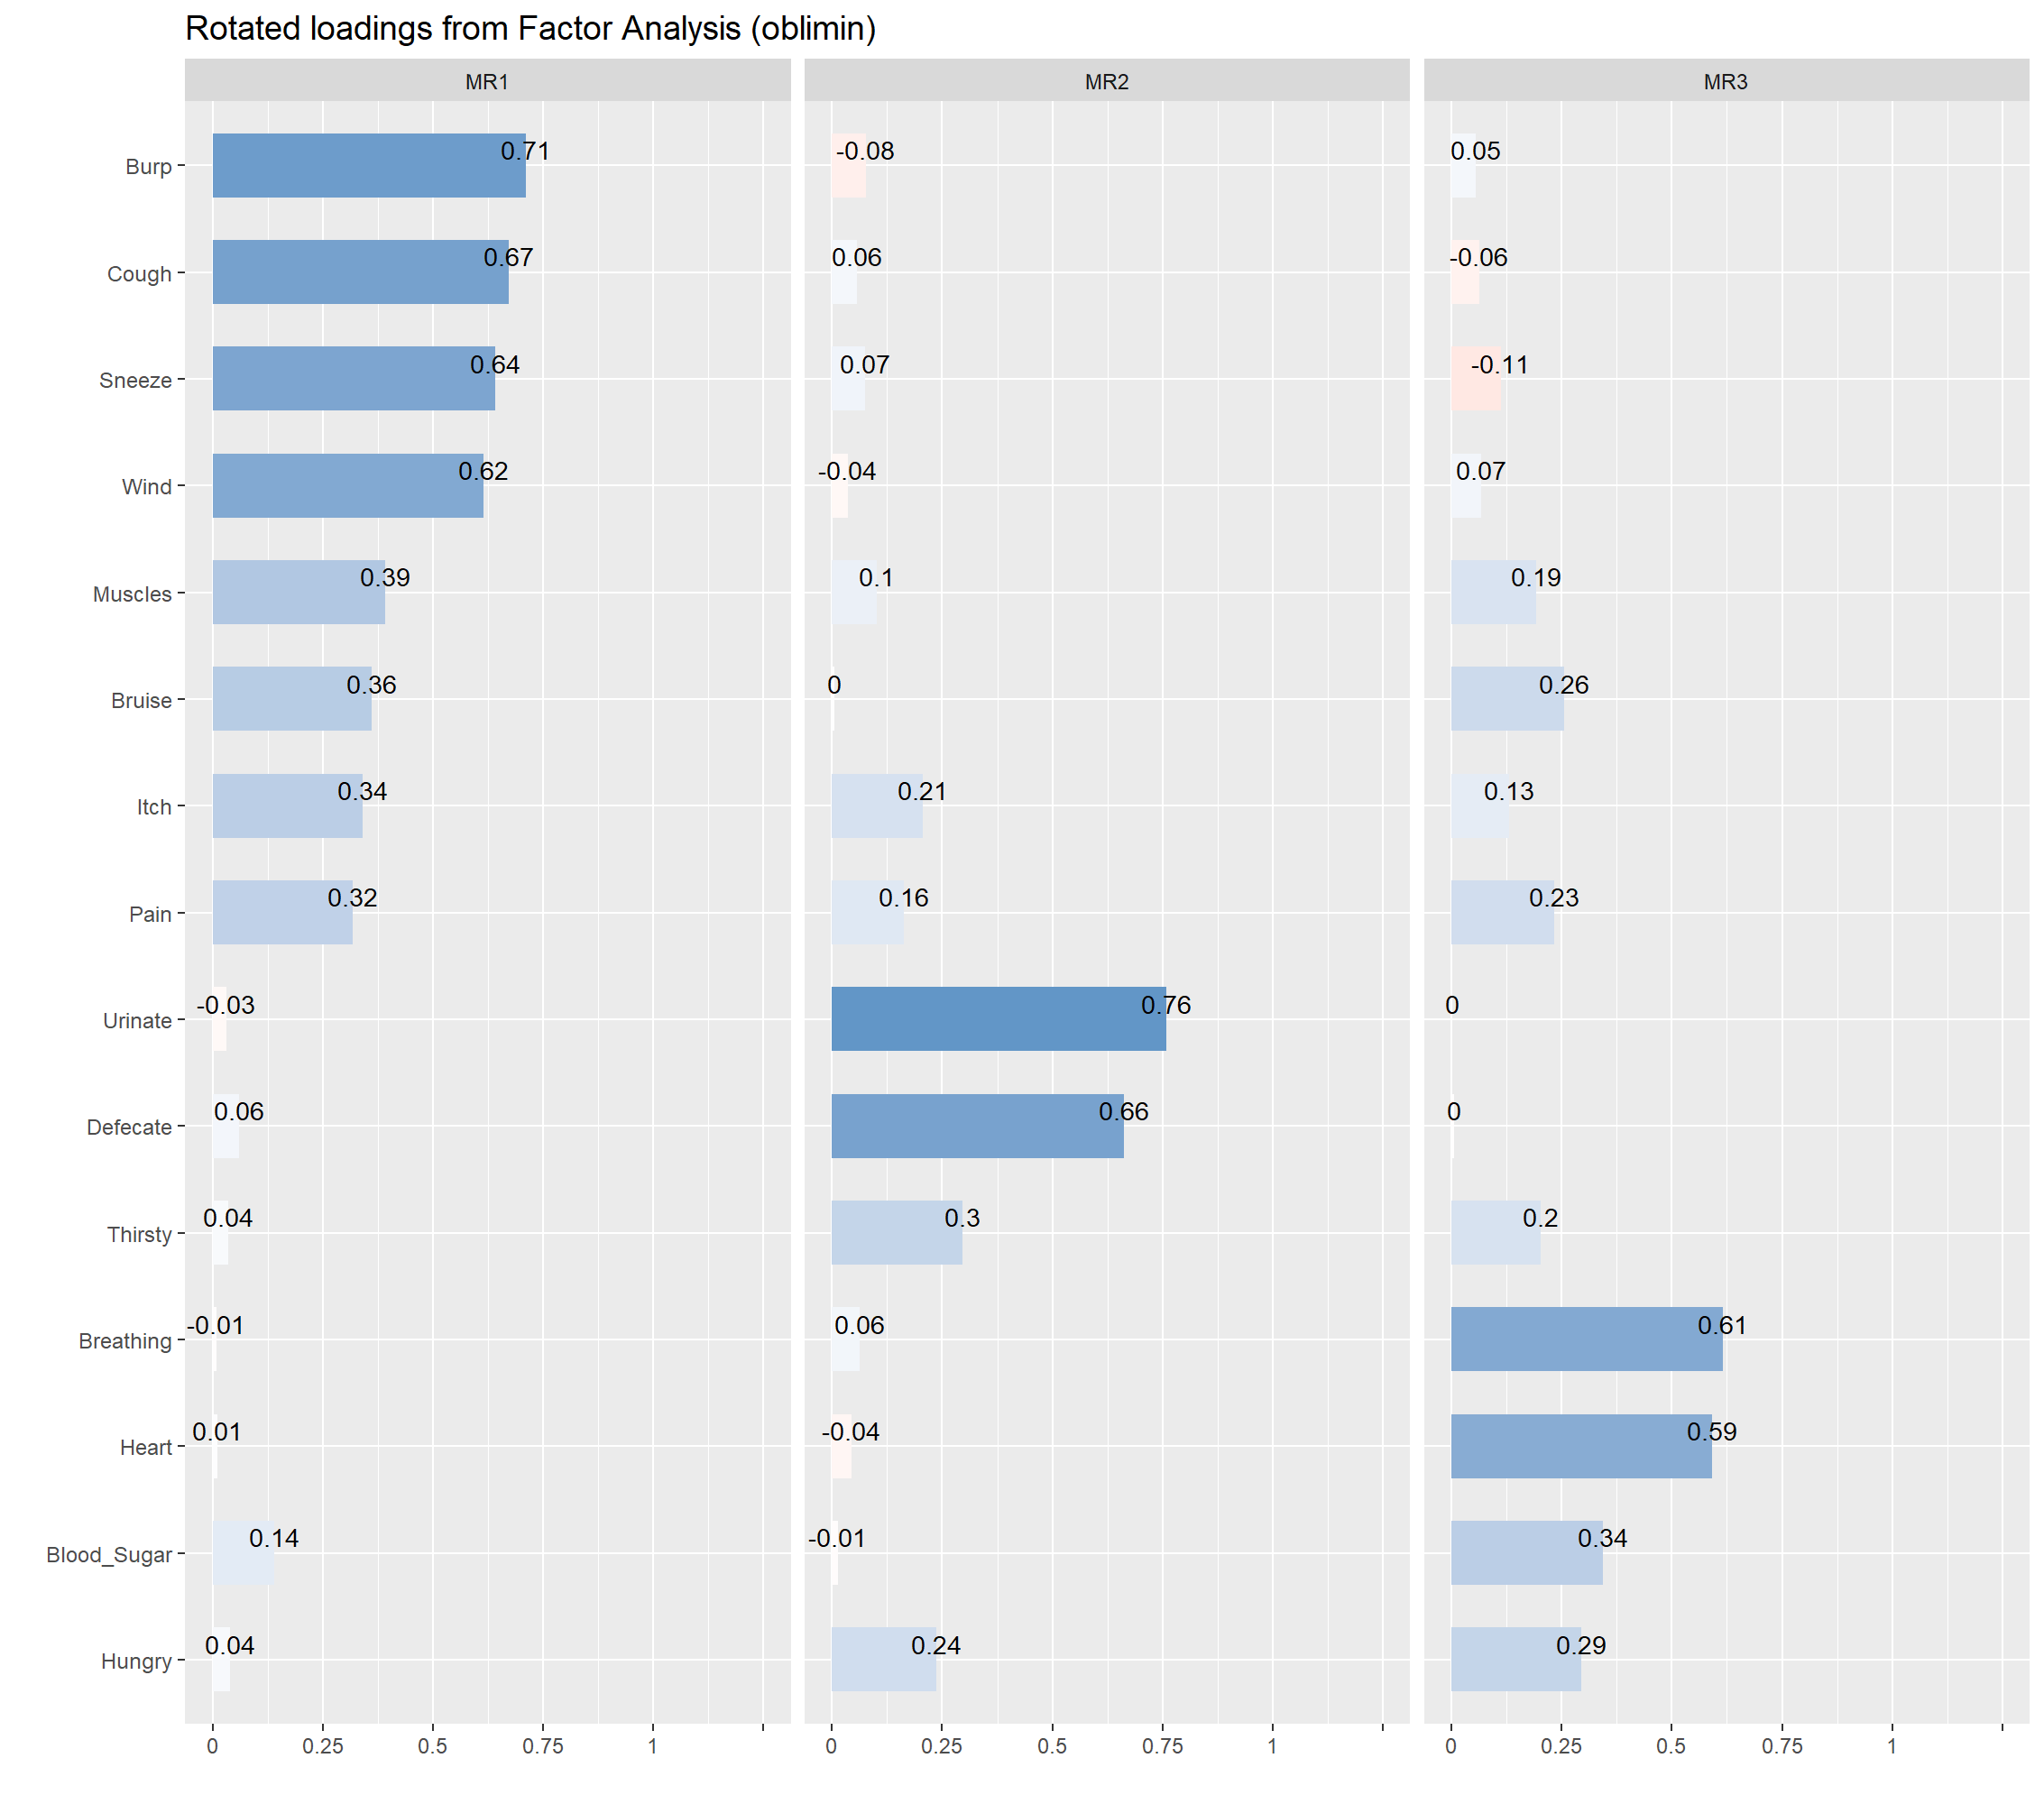 Rotated loadings from Factor Analysis (oblimin)
MR1 MR2 MR3
Burp 0.71 -0.08 0.05
Cough 0.67 0.06 -0.06
Sneeze 0.64 0.07 -0.11
Wind 0.62 -0.04 0.07
Muscles 0.39 0.1 0.19
Bruise 0.36 0 0.26
Itch 0.34 0.21 0.13
Pain 0.32 0.16 0.23
Urinate -0.03 0.76 0
Defecate 0.06 0.66 0
Thirsty 0.04 0.3 0.2
Breathing -0.01 0.06 0.61
Heart 0.01 -0.04 0.59
Blood_Sugar 0.14 -0.01 0.34
Hungry 0.04 0.24 0.29
0 0.25 0.5 0.75 1 0 0.25 0.5 0.75 1 0 0.25 0.5 0.75 1